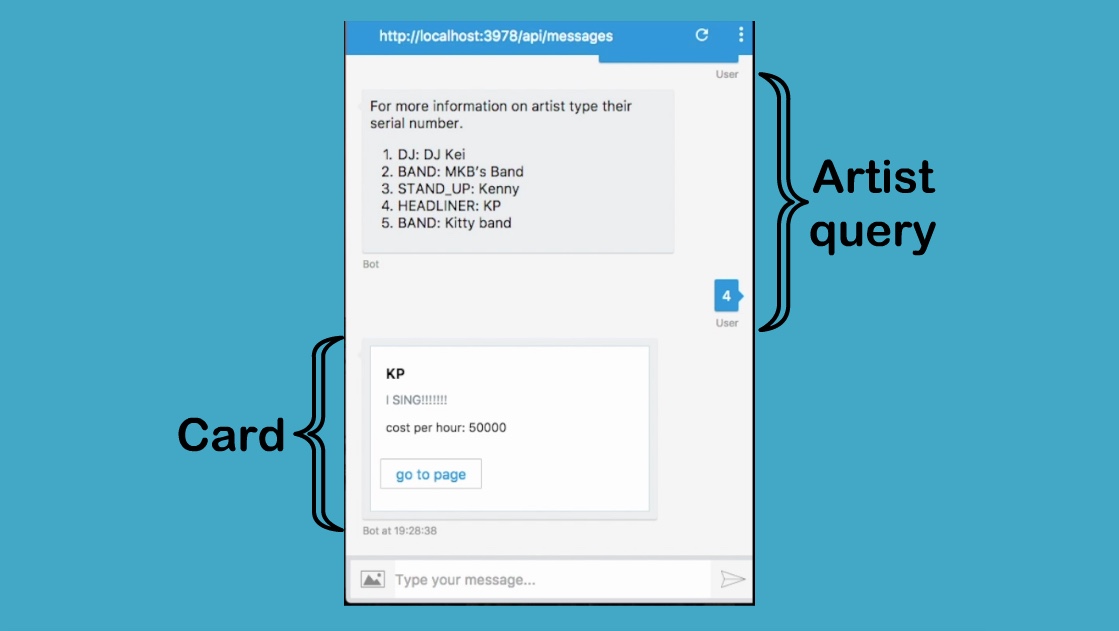 http://localhost:3978/api/messages
User
For more information on artist type their
serial number.
1. DJ: DJ Kei
2. BAND: MKB's Band
3. STAND_UP: Kenny
4. HEADLINER: KP
5. BAND: Kitty band
Bot
4
User
Artist
query
KP
I SING!!!!!!!
cost per hour: 50000
go to page
Card
Bot at 19:28:38
Type your message...